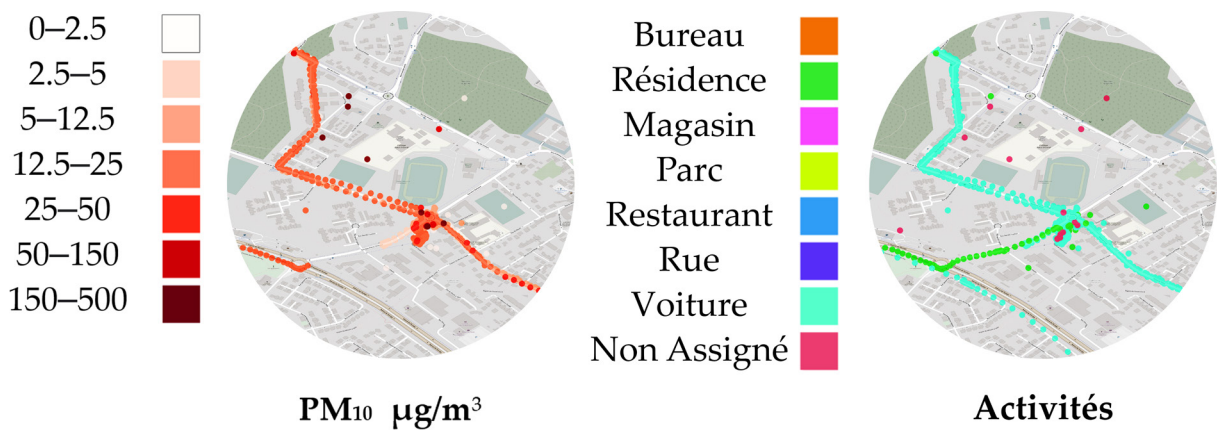 0–2.5
2.5–5
5–12.5
12.5–25
25–50
50–150
150–500
PM₁₀ µg/m³
Bureau
Résidence
Magasin
Parc
Restaurant
Rue
Voiture
Non Assigné
Activités